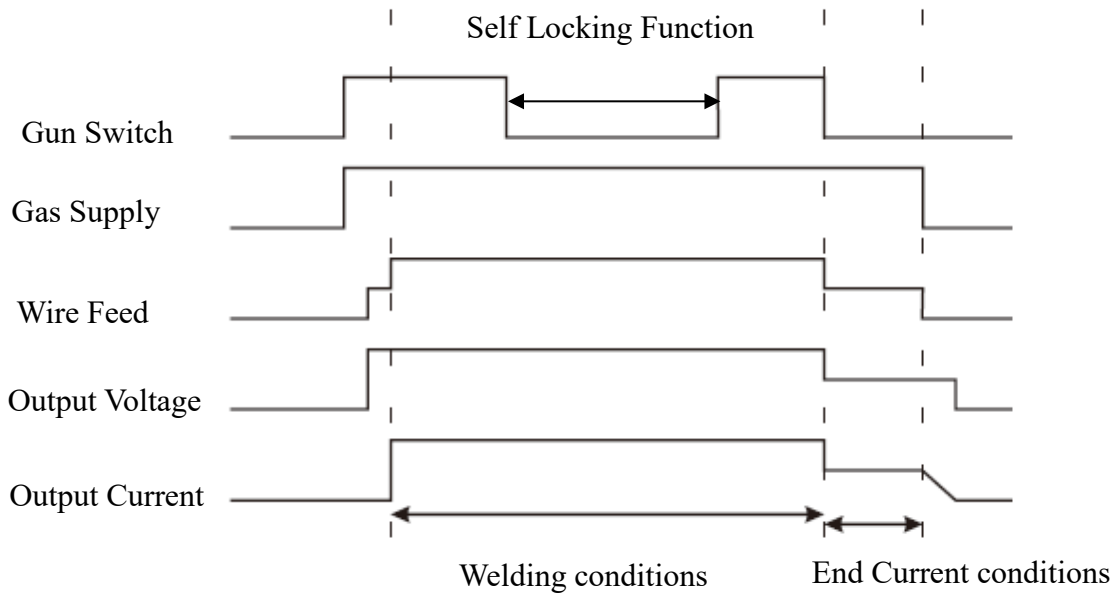 Self Locking Function
Gun Switch
Gas Supply
Wire Feed
Output Voltage
Output Current
Welding conditions
End Current conditions